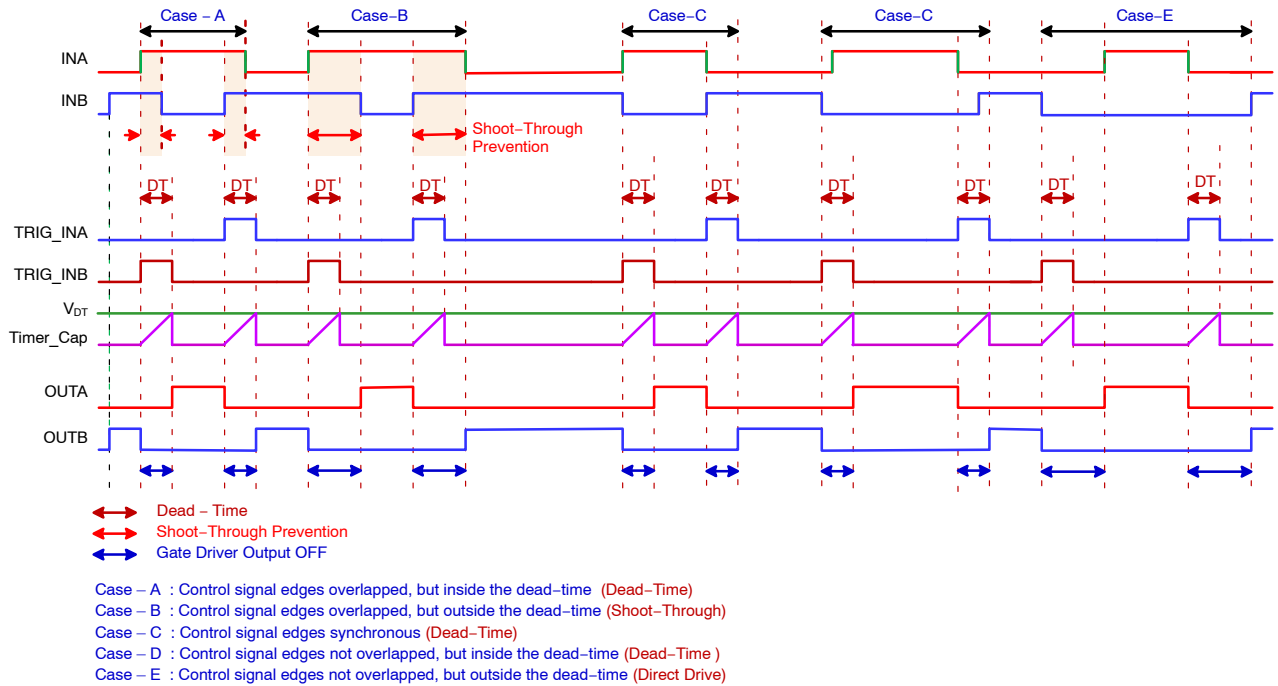 Case – A Case–B Case–C Case–C Case–E
INA
INB
Shoot–Through
Prevention
DT DT DT DT DT DT DT DT DT DT
TRIG_INA
TRIG_INB
VDT
Timer_Cap
OUTA
OUTB
Dead – Time
Shoot–Through Prevention
Gate Driver Output OFF
Case – A : Control signal edges overlapped, but inside the dead–time (Dead–Time)
Case – B : Control signal edges overlapped, but outside the dead–time (Shoot–Through)
Case – C : Control signal edges synchronous (Dead–Time)
Case – D : Control signal edges not overlapped, but inside the dead–time (Dead–Time )
Case – E : Control signal edges not overlapped, but outside the dead–time (Direct Drive)